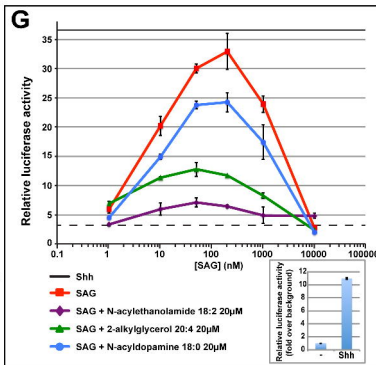 G
Relative luciferase activity
35
30
25
20
15
10
5
0
0.1 1 10 100 1000 10000 100000
[SAG] (nM)
Shh
SAG
SAG + N-acylethanolamide 18:2 20µM
SAG + 2-alkylglycerol 20:4 20µM
SAG + N-acyldopamine 18:0 20µM
Relative luciferase activity
(fold over background)
12
10
8
6
4
2
0
- Shh